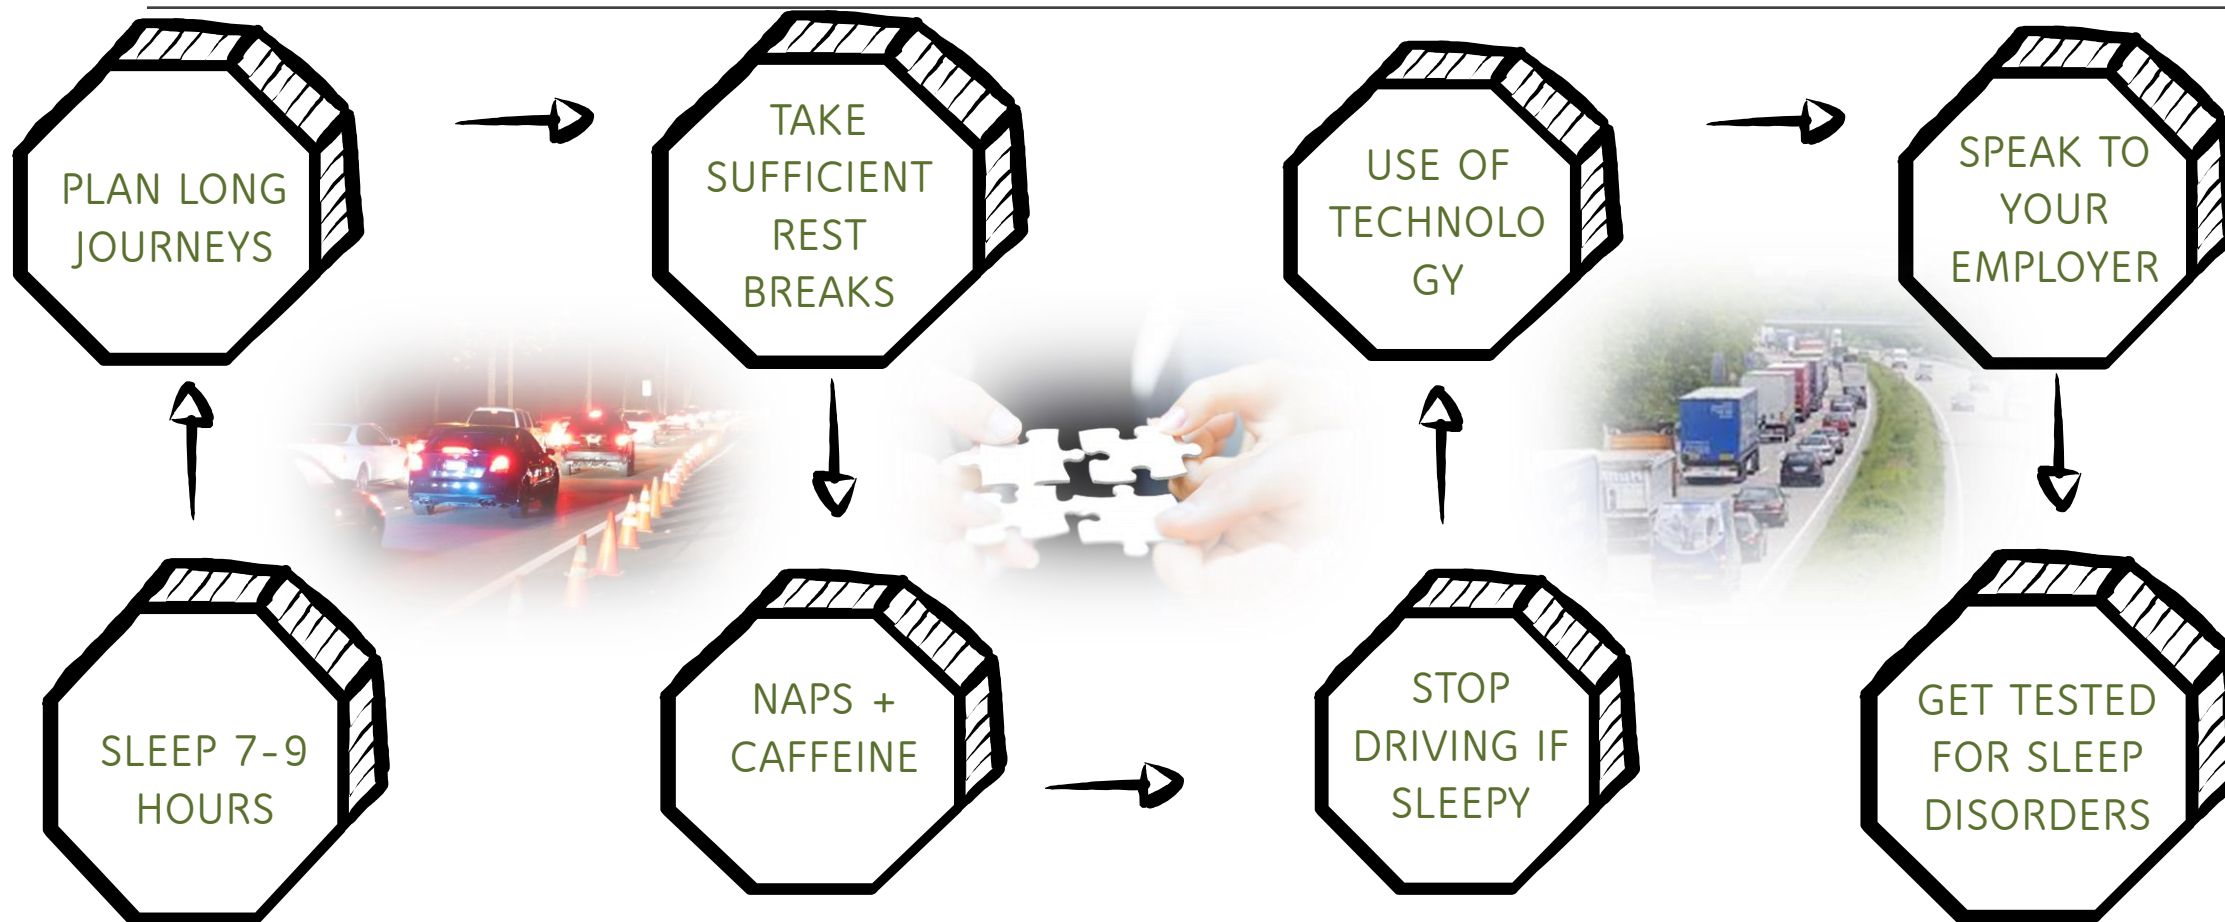 PLAN LONG
JOURNEYS
TAKE
SUFFICIENT
REST
BREAKS
USE OF
TECHNOLO
GY
SPEAK TO
YOUR
EMPLOYER
SLEEP 7-9
HOURS
NAPS +
CAFFEINE
STOP
DRIVING IF
SLEEPY
GET TESTED
FOR SLEEP
DISORDERS